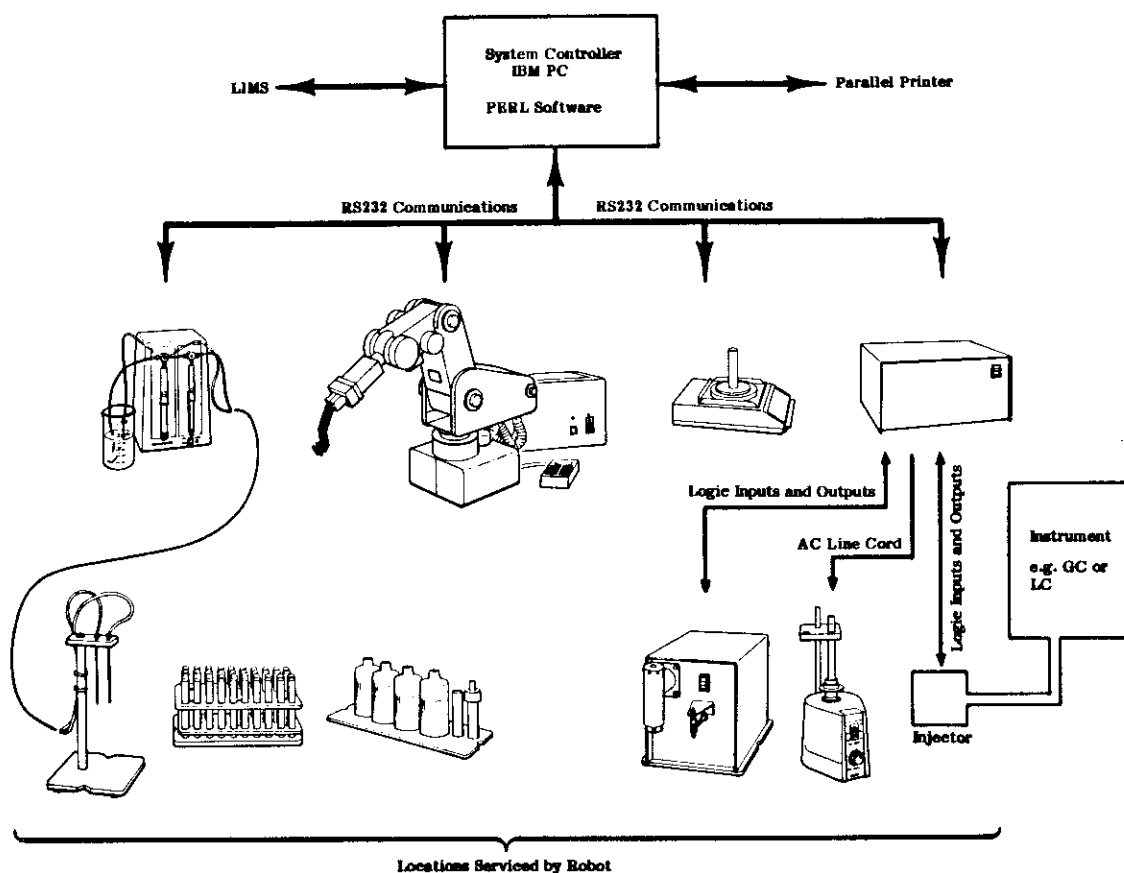 System Controller
IBM PC
PERL Software
LIMS
Parallel Printer
RS232 Communications
RS232 Communications
Logic Inputs and Outputs
AC Line Cord
Logic Inputs and Outputs
Instrument
e.g. GC or
LC
Injector
Locations Serviced by Robot